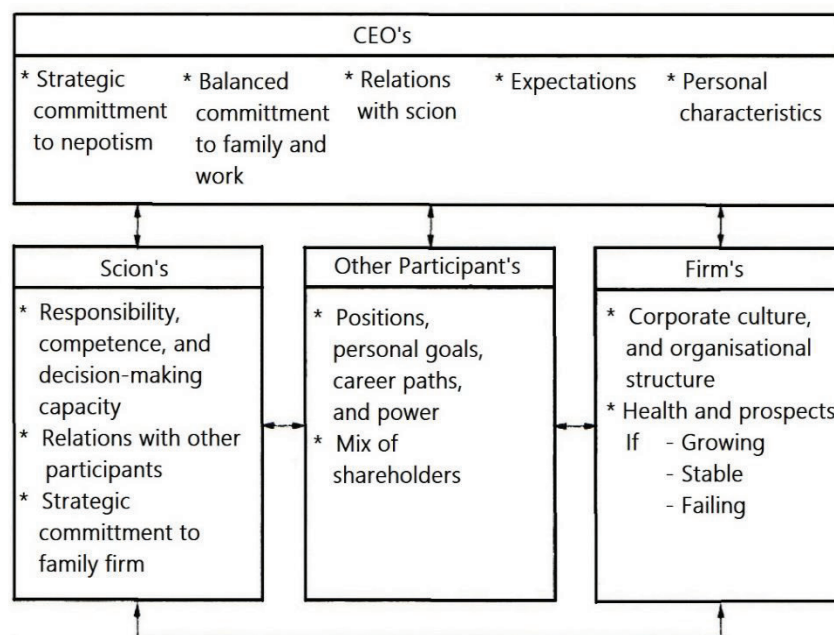 CEO's
* Strategic
committment
to nepotism
* Balanced
committment
to family and
work
* Relations
with scion
* Expectations
* Personal
characteristics
Scion's
* Responsibility,
competence, and
decision-making
capacity
* Relations with other
participants
* Strategic
committment to
family firm
Other Participant's
* Positions,
personal goals,
career paths,
and power
* Mix of
shareholders
Firm's
* Corporate culture,
and organisational
structure
* Health and prospects
If - Growing
- Stable
- Failing